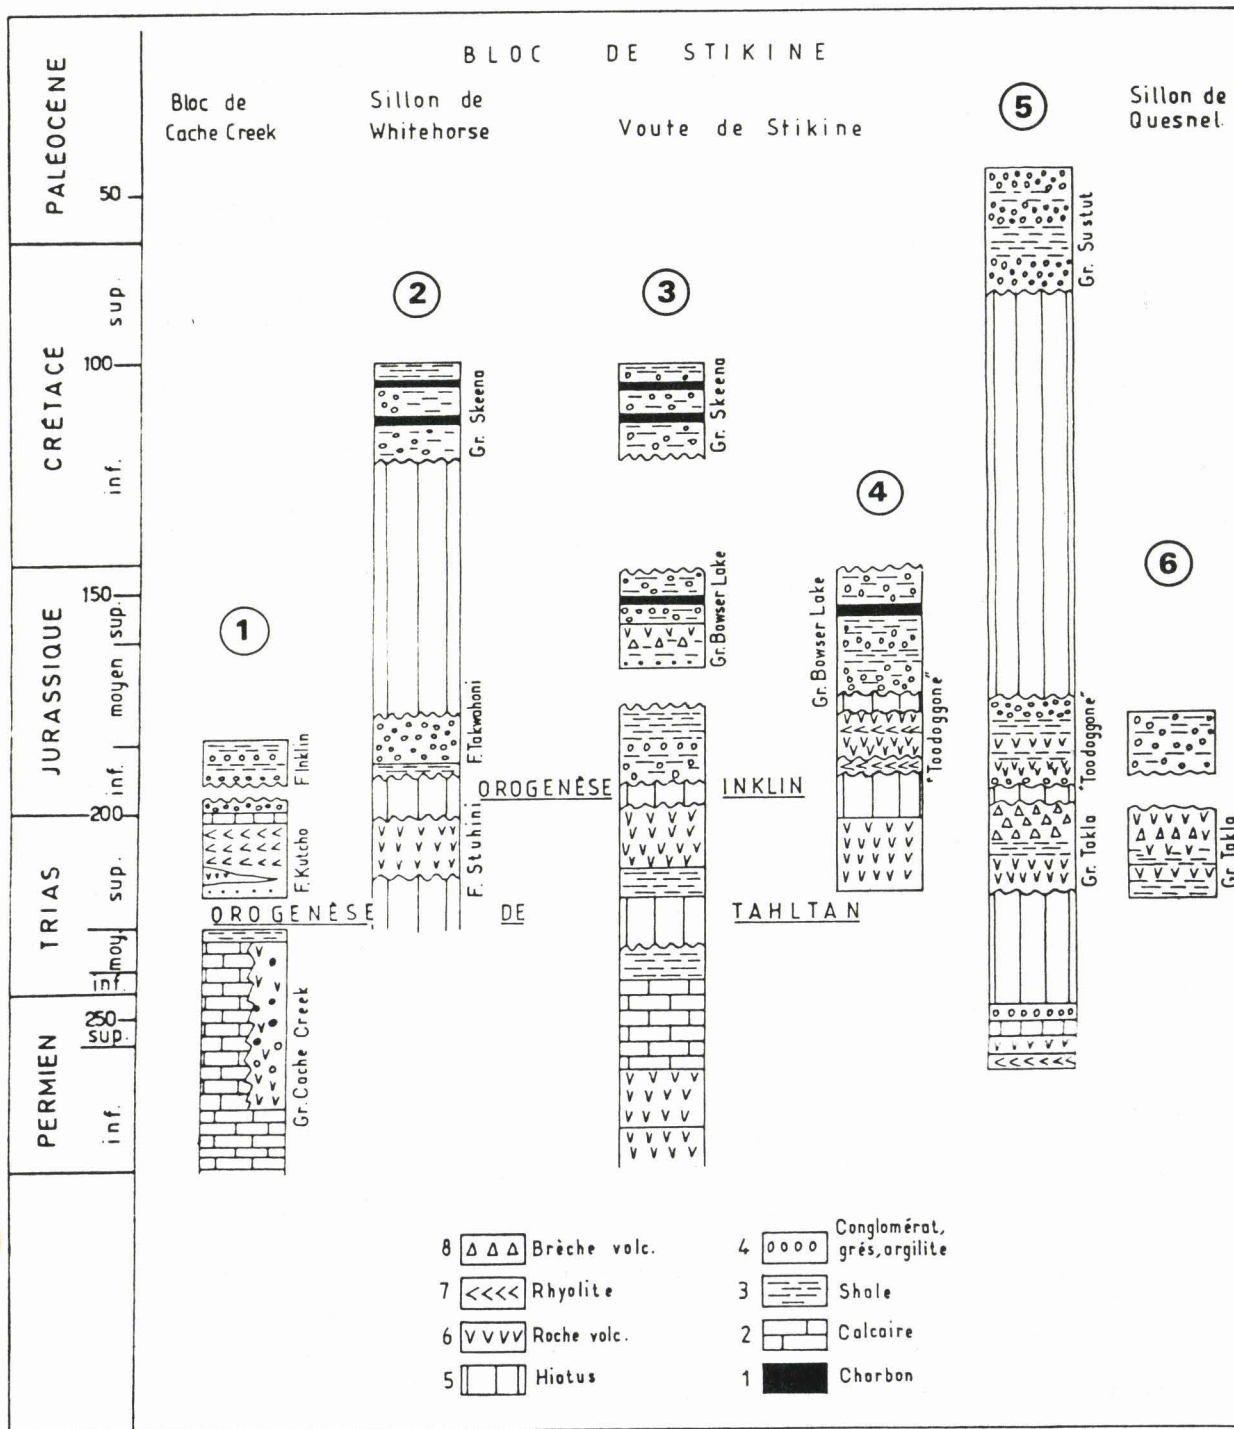 BLOC DE STIKINE
Bloc de
Cache Creek
Sillon de
Whitehorse
Voute de Stikine
Sillon de
Quesnel
PALÉOCÈNE
CRÉTACÉ
JURASSIQUE
TRIAS
PERMIEN
50
sup.
100
inf.
150
sup.
moyen
inf.
200
sup.
moy.
inf.
250
sup.
inf.
1
2
3
4
5
6
F. Inklin
F. Kutcho
Gr. Cache Creek
Gr. Skeena
F. Takwahoni
F. Stuhini
Gr. Skeena
Gr. Bowser Lake
Gr. Bowser Lake
"Toodoggone"
Gr. Sustut
"Toodoggone"
Gr. Takla
Gr. Takla
OROGENÈSE INKLIN
OROGENÈSE DE TAHLTAN
8 Brèche volc.
7 Rhyolite
6 Roche volc.
5 Hiatus
4 Conglomérat,
grés, argilite
3 Shale
2 Calcaire
1 Charbon